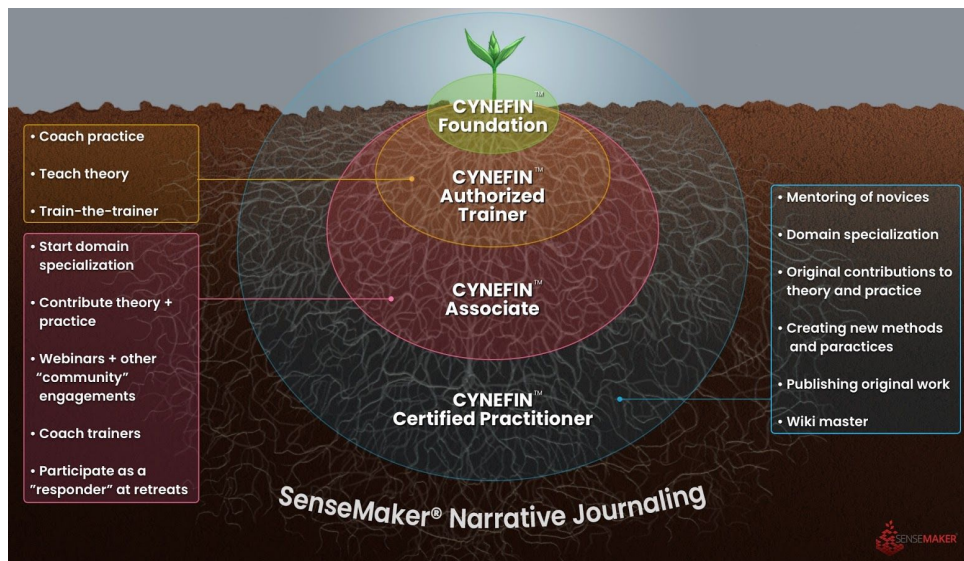 CYNEFIN™
Foundation
CYNEFIN™
Authorized
Trainer
CYNEFIN™
Associate
CYNEFIN™
Certified Practitioner
• Coach practice
• Teach theory
• Train-the-trainer
• Start domain
specialization
• Contribute theory +
practice
• Webinars + other
“community”
engagements
• Coach trainers
• Participate as a
”responder” at retreats
• Mentoring of novices
• Domain specialization
• Original contributions to
theory and practice
• Creating new methods
and paractices
• Publishing original work
• Wiki master
SenseMaker® Narrative Journaling
SENSEMAKER